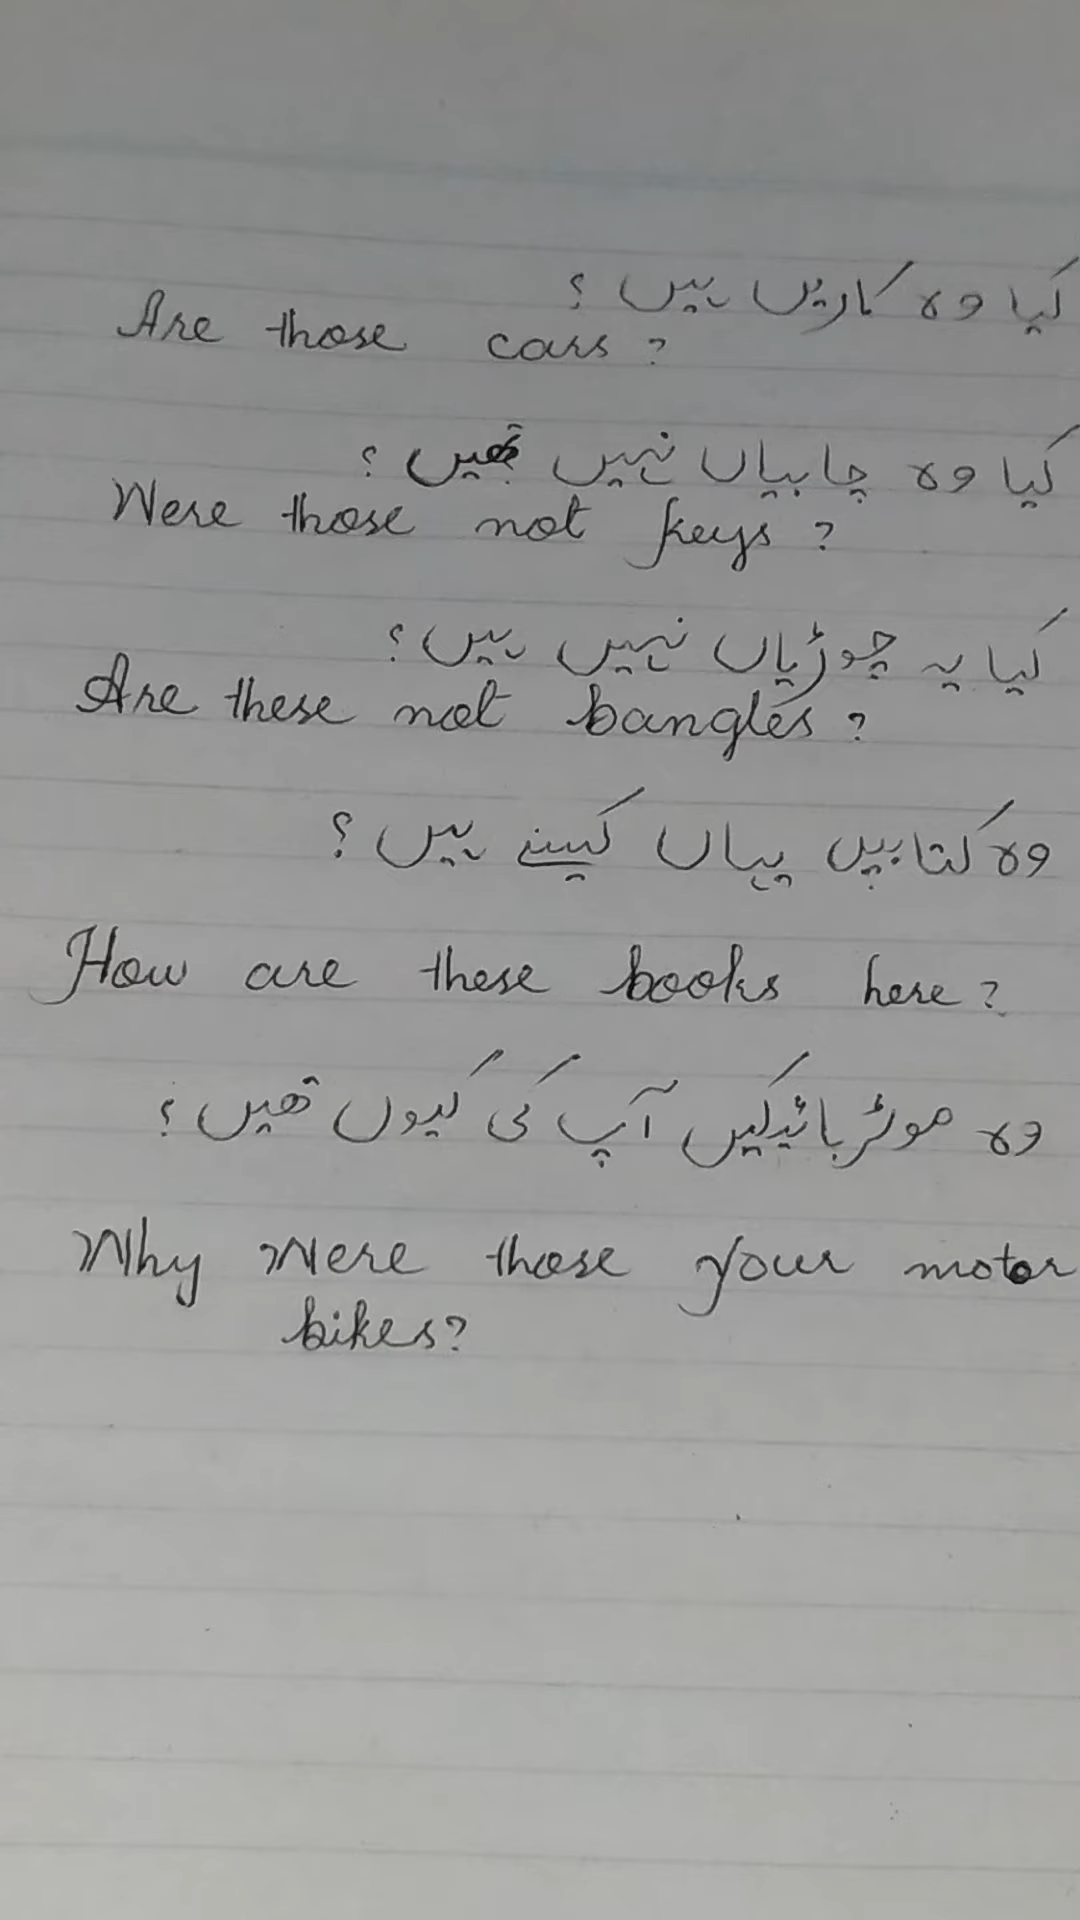 کیا وہ کاریں ہیں ؟
Are those cars ?
کیا وہ چابیاں نہیں تھیں ؟
Were those not keys ?
کیا یہ چوڑیاں نہیں ہیں ؟
Are these not bangles ?
وہ کتابیں یہاں کیسے ہیں ؟
How are these books here ?
وہ موٹر بائیکیں آپ کی کیوں تھیں ؟
Why Were those your motor
bikes?